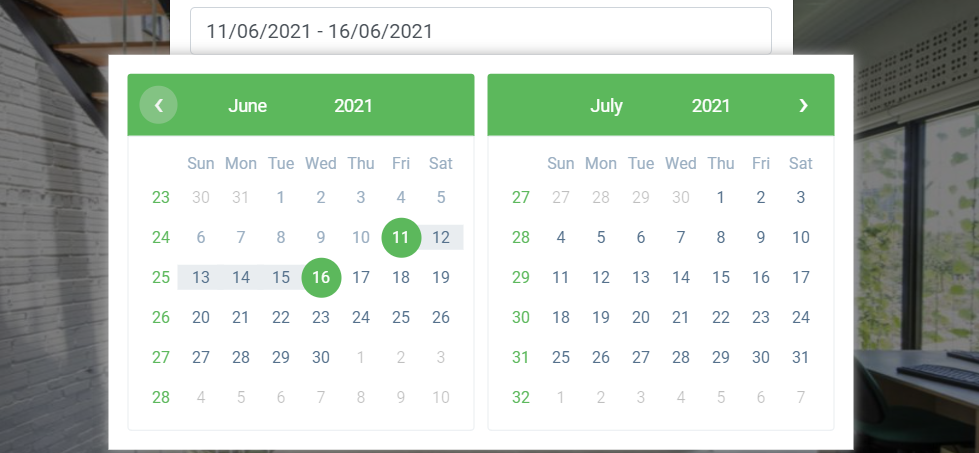 11/06/2021 - 16/06/2021
‹ June 2021
Sun Mon Tue Wed Thu Fri Sat
23 30 31 1 2 3 4 5
24 6 7 8 9 10 11 12
25 13 14 15 16 17 18 19
26 20 21 22 23 24 25 26
27 27 28 29 30 1 2 3
28 4 5 6 7 8 9 10
July 2021 ›
Sun Mon Tue Wed Thu Fri Sat
27 27 28 29 30 1 2 3
28 4 5 6 7 8 9 10
29 11 12 13 14 15 16 17
30 18 19 20 21 22 23 24
31 25 26 27 28 29 30 31
32 1 2 3 4 5 6 7